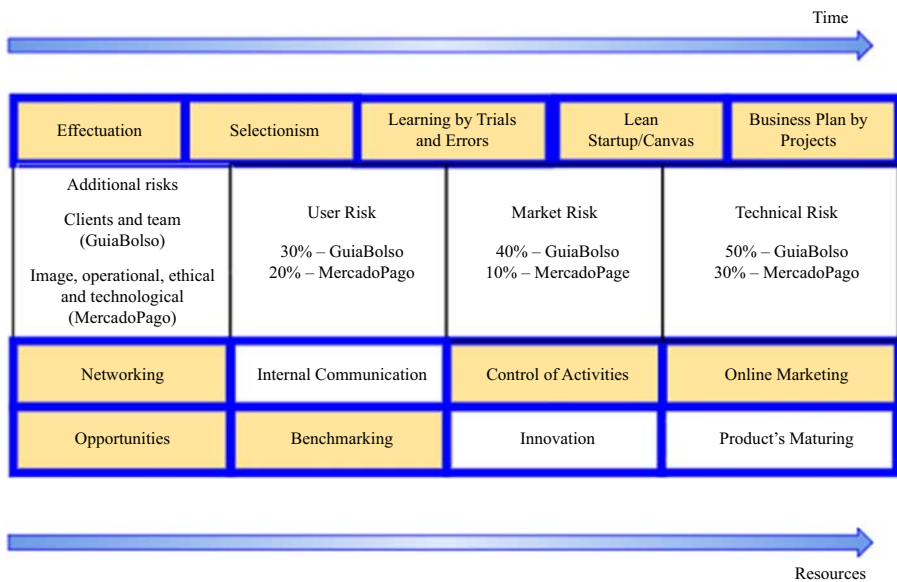 Time
Effectuation
Selectionism
Learning by Trials
and Errors
Lean
Startup/Canvas
Business Plan by
Projects
Additional risks
Clients and team
(GuiaBolso)
Image, operational, ethical
and technological
(MercadoPago)
User Risk
30% – GuiaBolso
20% – MercadoPago
Market Risk
40% – GuiaBolso
10% – MercadoPage
Technical Risk
50% – GuiaBolso
30% – MercadoPago
Networking
Internal Communication
Control of Activities
Online Marketing
Opportunities
Benchmarking
Innovation
Product’s Maturing
Resources